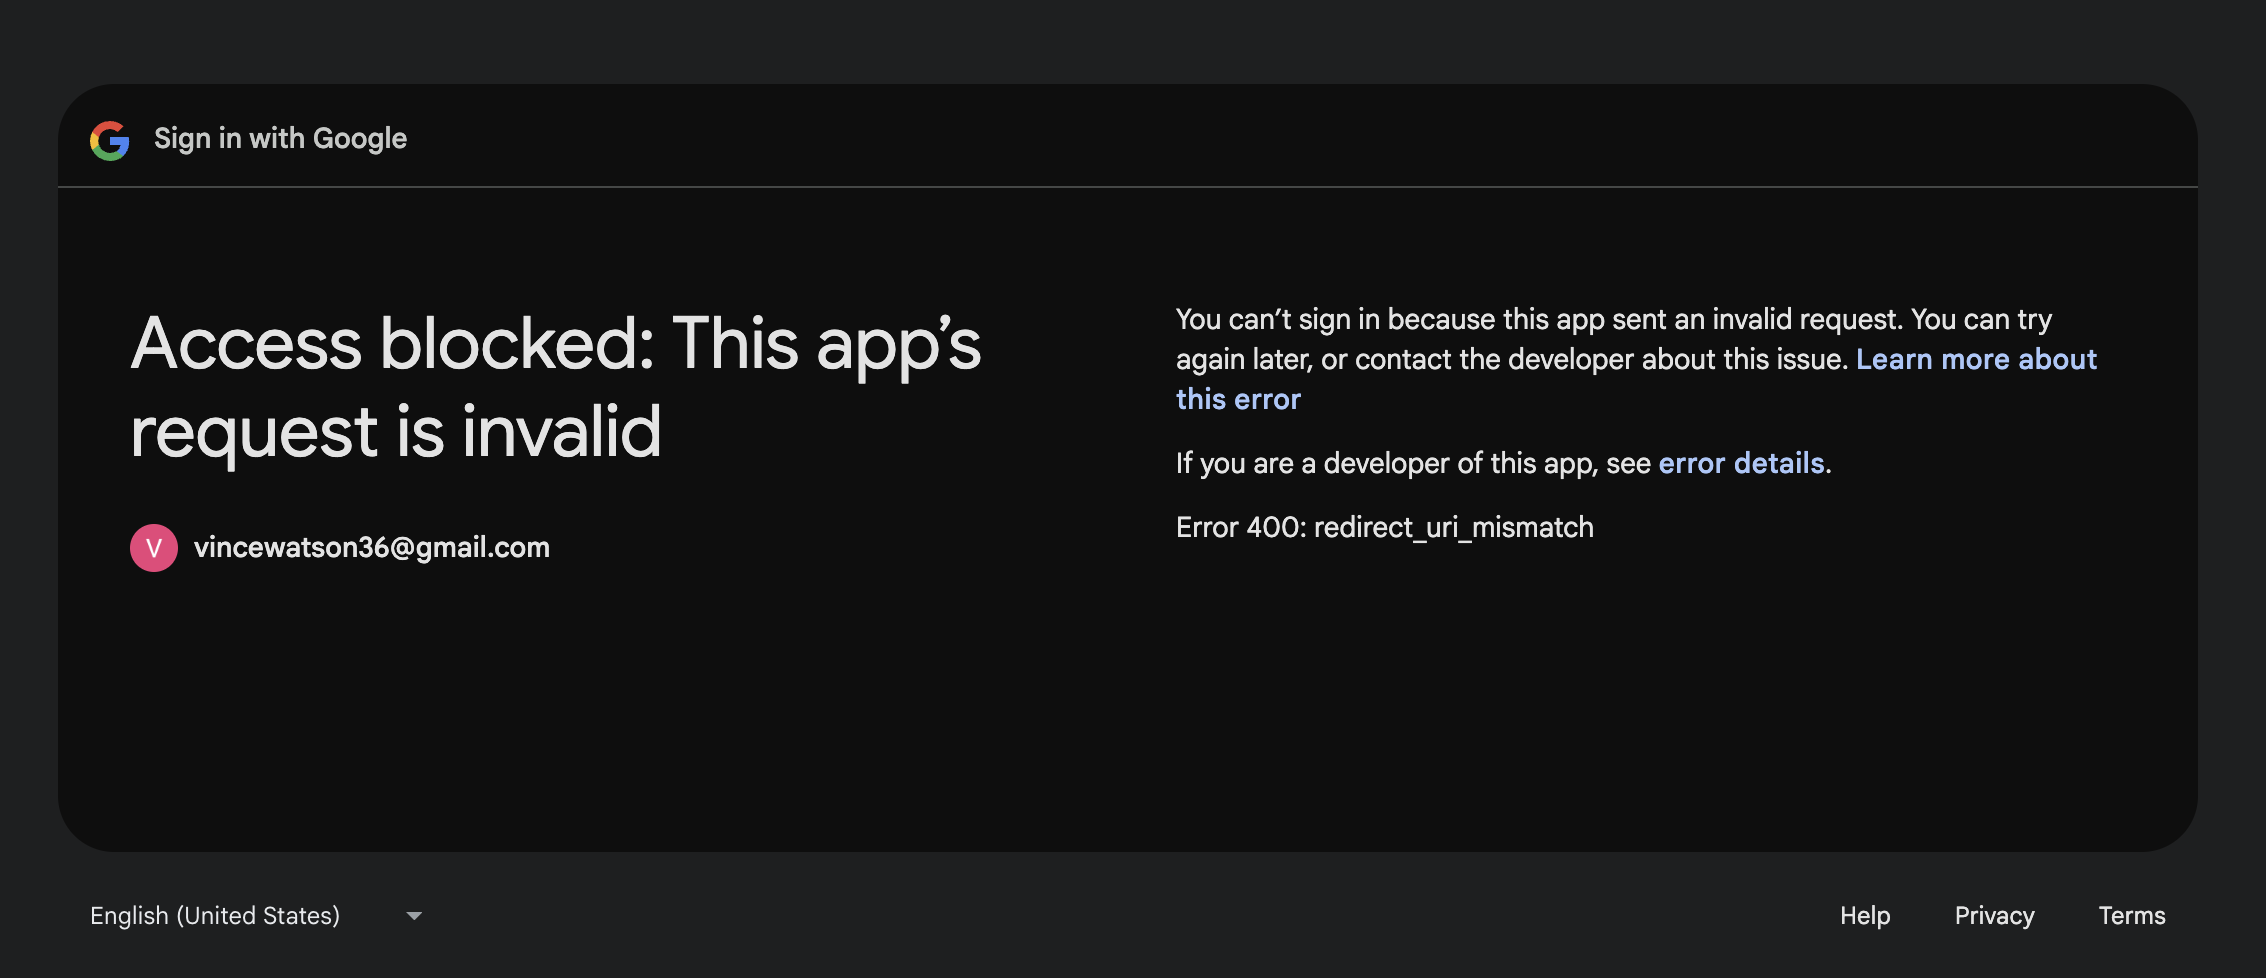 Sign in with Google
Access blocked: This app’s
request is invalid
V vincewatson36@gmail.com
You can’t sign in because this app sent an invalid request. You can try
again later, or contact the developer about this issue. Learn more about
this error
If you are a developer of this app, see error details.
Error 400: redirect_uri_mismatch
English (United States)
Help Privacy Terms